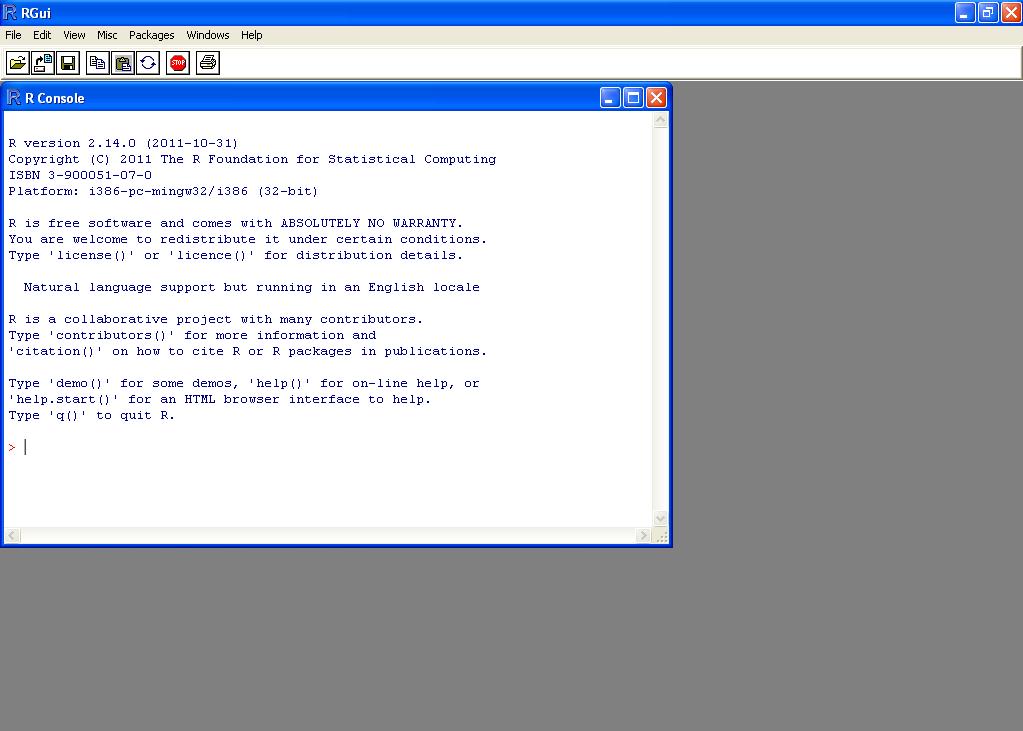 RGui
File Edit View Misc Packages Windows Help
STOP
R Console
R version 2.14.0 (2011-10-31)
Copyright (C) 2011 The R Foundation for Statistical Computing
ISBN 3-900051-07-0
Platform: i386-pc-mingw32/i386 (32-bit)
R is free software and comes with ABSOLUTELY NO WARRANTY.
You are welcome to redistribute it under certain conditions.
Type 'license()' or 'licence()' for distribution details.
Natural language support but running in an English locale
R is a collaborative project with many contributors.
Type 'contributors()' for more information and
'citation()' on how to cite R or R packages in publications.
Type 'demo()' for some demos, 'help()' for on-line help, or
'help.start()' for an HTML browser interface to help.
Type 'q()' to quit R.
>